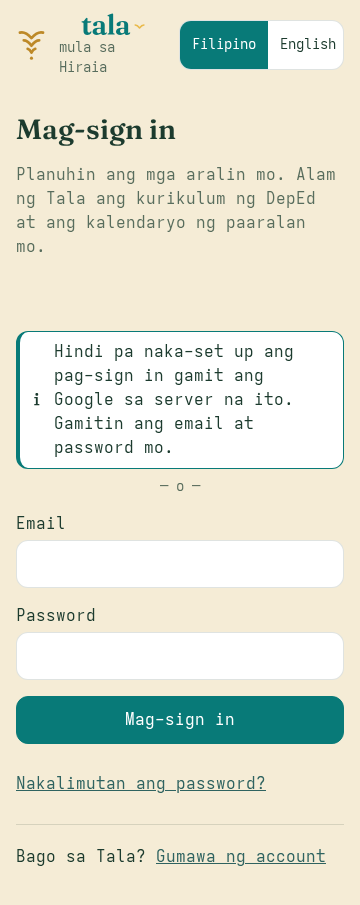 tala
mula sa
Hiraia
Filipino
English
Mag-sign in
Planuhin ang mga aralin mo. Alam
ng Tala ang kurikulum ng DepEd
at ang kalendaryo ng paaralan
mo.
Hindi pa naka-set up ang
pag-sign in gamit ang
Google sa server na ito.
Gamitin ang email at
password mo.
— o —
Email
Password
Mag-sign in
Nakalimutan ang password?
Bago sa Tala? Gumawa ng account